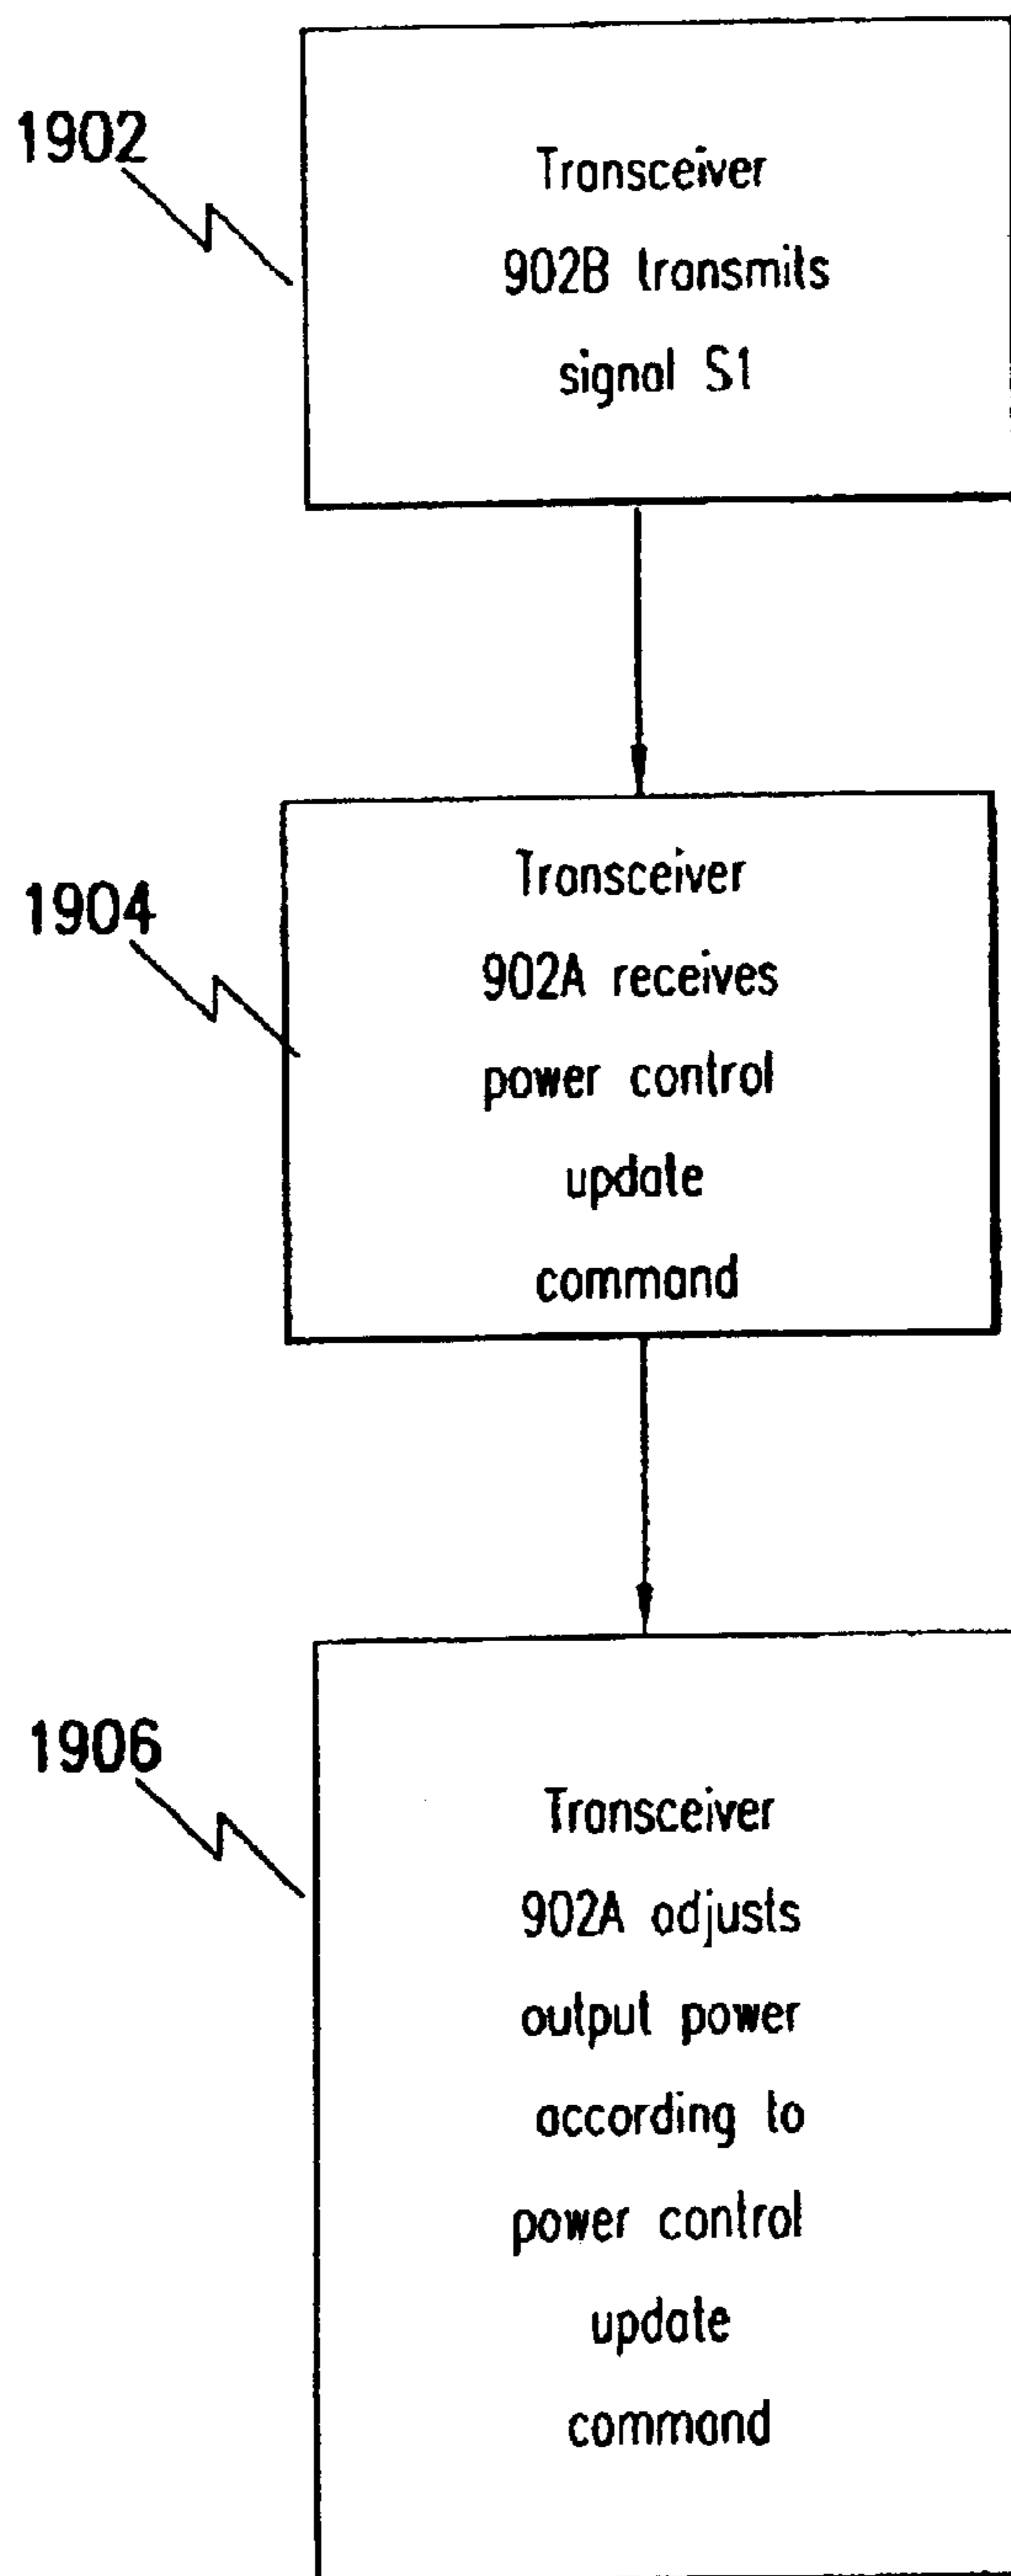 1902
Transceiver
902B transmits
signal S1
1904
Transceiver
902A receives
power control
update
command
1906
Transceiver
902A adjusts
output power
according to
power control
update
command